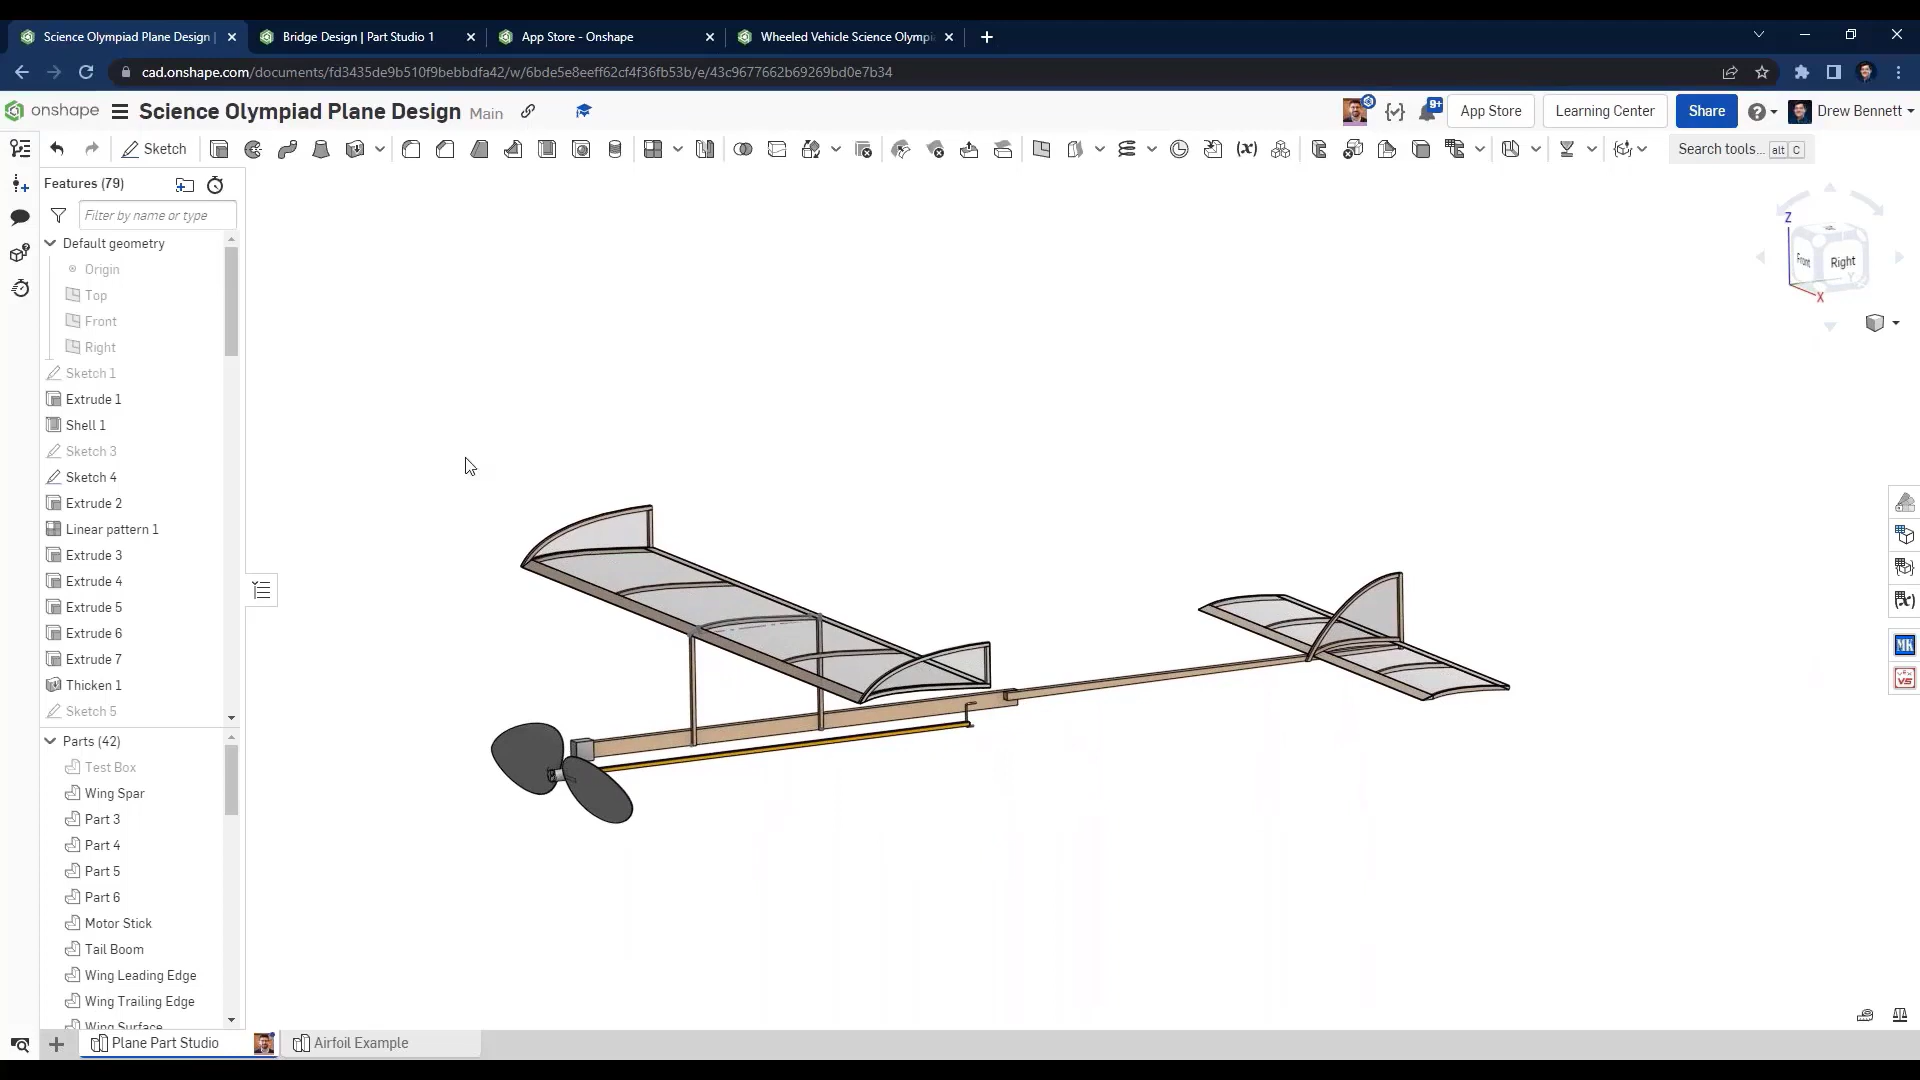 Science Olympiad Plane Design |
Bridge Design | Part Studio 1
App Store - Onshape
Wheeled Vehicle Science Olympi
cad.onshape.com/documents/fd3435de9b510f9bebbdfa42/w/6bde5e8eeff62cf4f36fb53b/e/43c9677662b69269bd0e7b34
onshape
Science Olympiad Plane Design Main
9+
App Store
Learning Center
Share
Drew Bennett
Sketch
Search tools... alt C
Features (79)
Filter by name or type
Default geometry
Origin
Top
Front
Right
Sketch 1
Extrude 1
Shell 1
Sketch 3
Sketch 4
Extrude 2
Linear pattern 1
Extrude 3
Extrude 4
Extrude 5
Extrude 6
Extrude 7
Thicken 1
Sketch 5
Parts (42)
Test Box
Wing Spar
Part 3
Part 4
Part 5
Part 6
Motor Stick
Tail Boom
Wing Leading Edge
Wing Trailing Edge
Wing Surface
Z
Front
Right
Y
X
MK
V5
Plane Part Studio
Airfoil Example